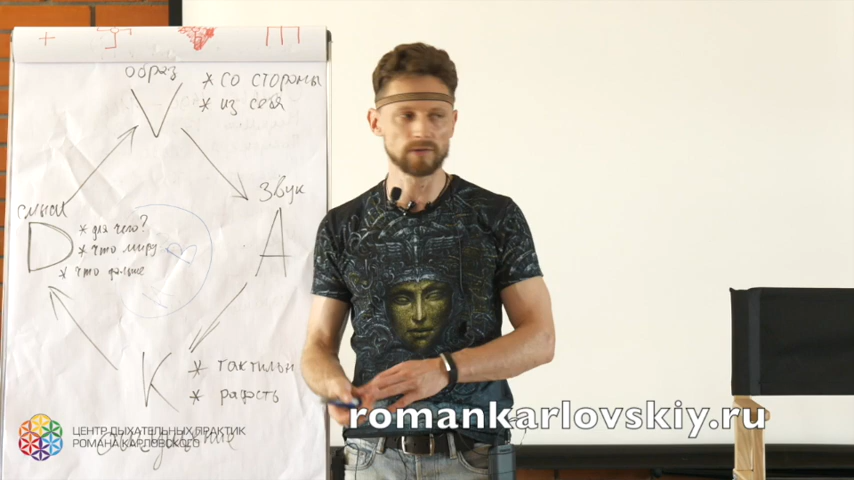 образ
* со стороны
* из себя
V
звук
A
смысл
D
* для чего?
* что миру
* что дальше
K
* тактильн
* радость
romankarlovskiy.ru
ЦЕНТР ДЫХАТЕЛЬНЫХ ПРАКТИК
РОМАНА КАРЛОВСКОГО